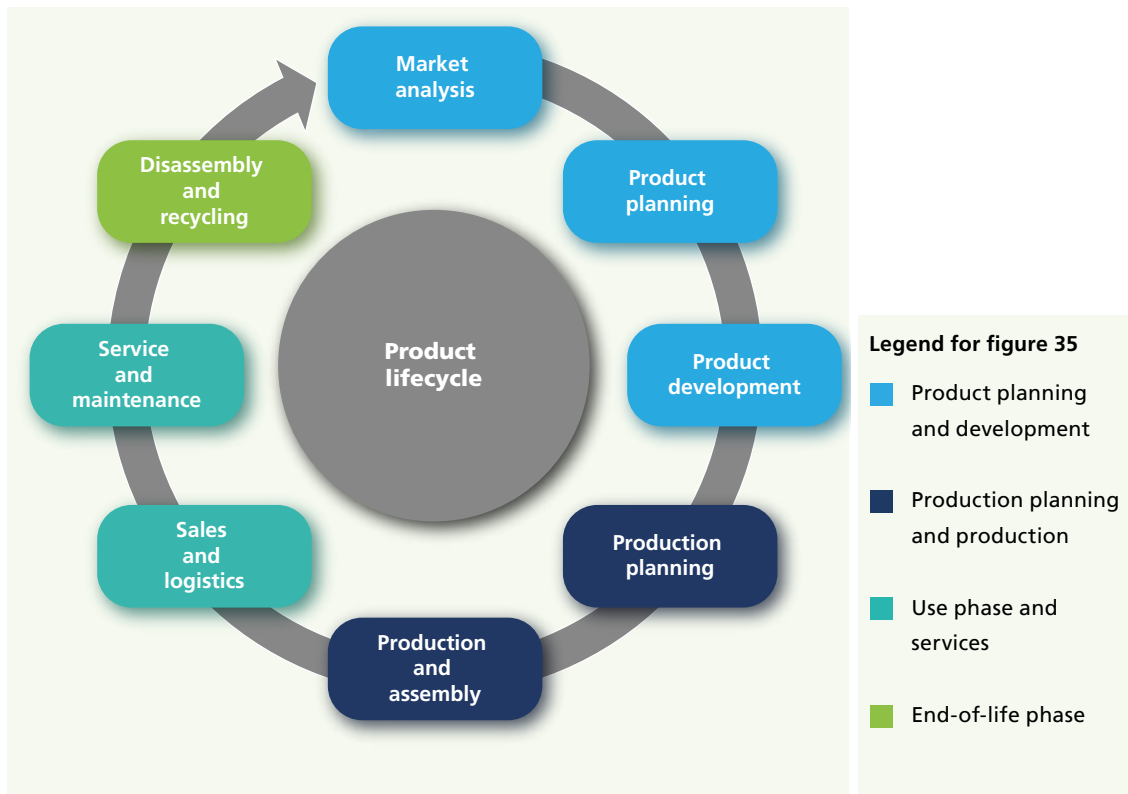 Market
analysis
Product
planning
Product
development
Production
planning
Production
and
assembly
Sales
and
logistics
Service
and
maintenance
Disassembly
and
recycling
Product
lifecycle
Legend for figure 35
Product planning
and development
Production planning
and production
Use phase and
services
End-of-life phase